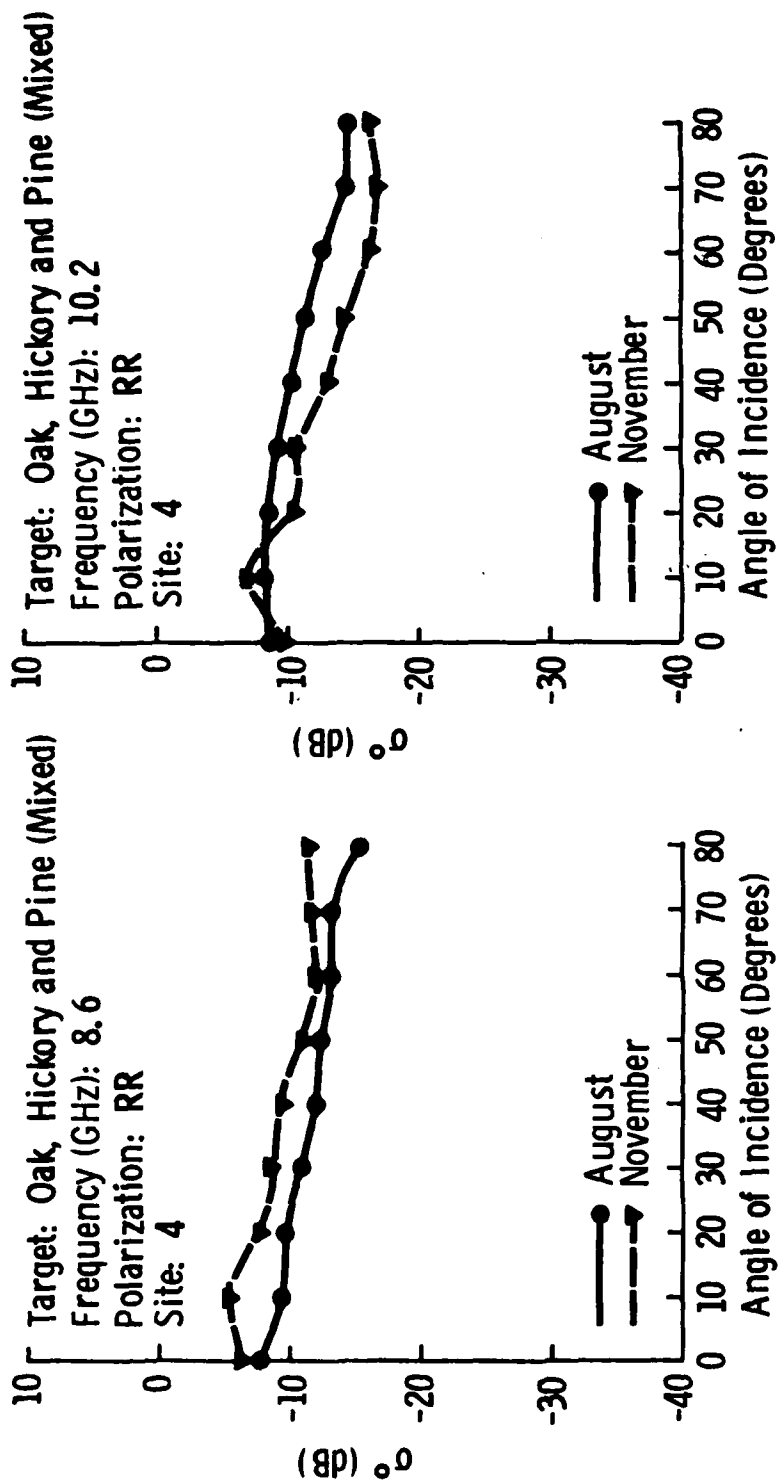 Target: Oak, Hickory and Pine (Mixed)
Frequency (GHz): 8.6
Polarization: RR
Site: 4
10
0
-10
-20
-30
-40
σ° (dB)
August
November
0 10 20 30 40 50 60 70 80
Angle of Incidence (Degrees)
Target: Oak, Hickory and Pine (Mixed)
Frequency (GHz): 10.2
Polarization: RR
Site: 4
10
0
-10
-20
-30
-40
σ° (dB)
August
November
0 10 20 30 40 50 60 70 80
Angle of Incidence (Degrees)